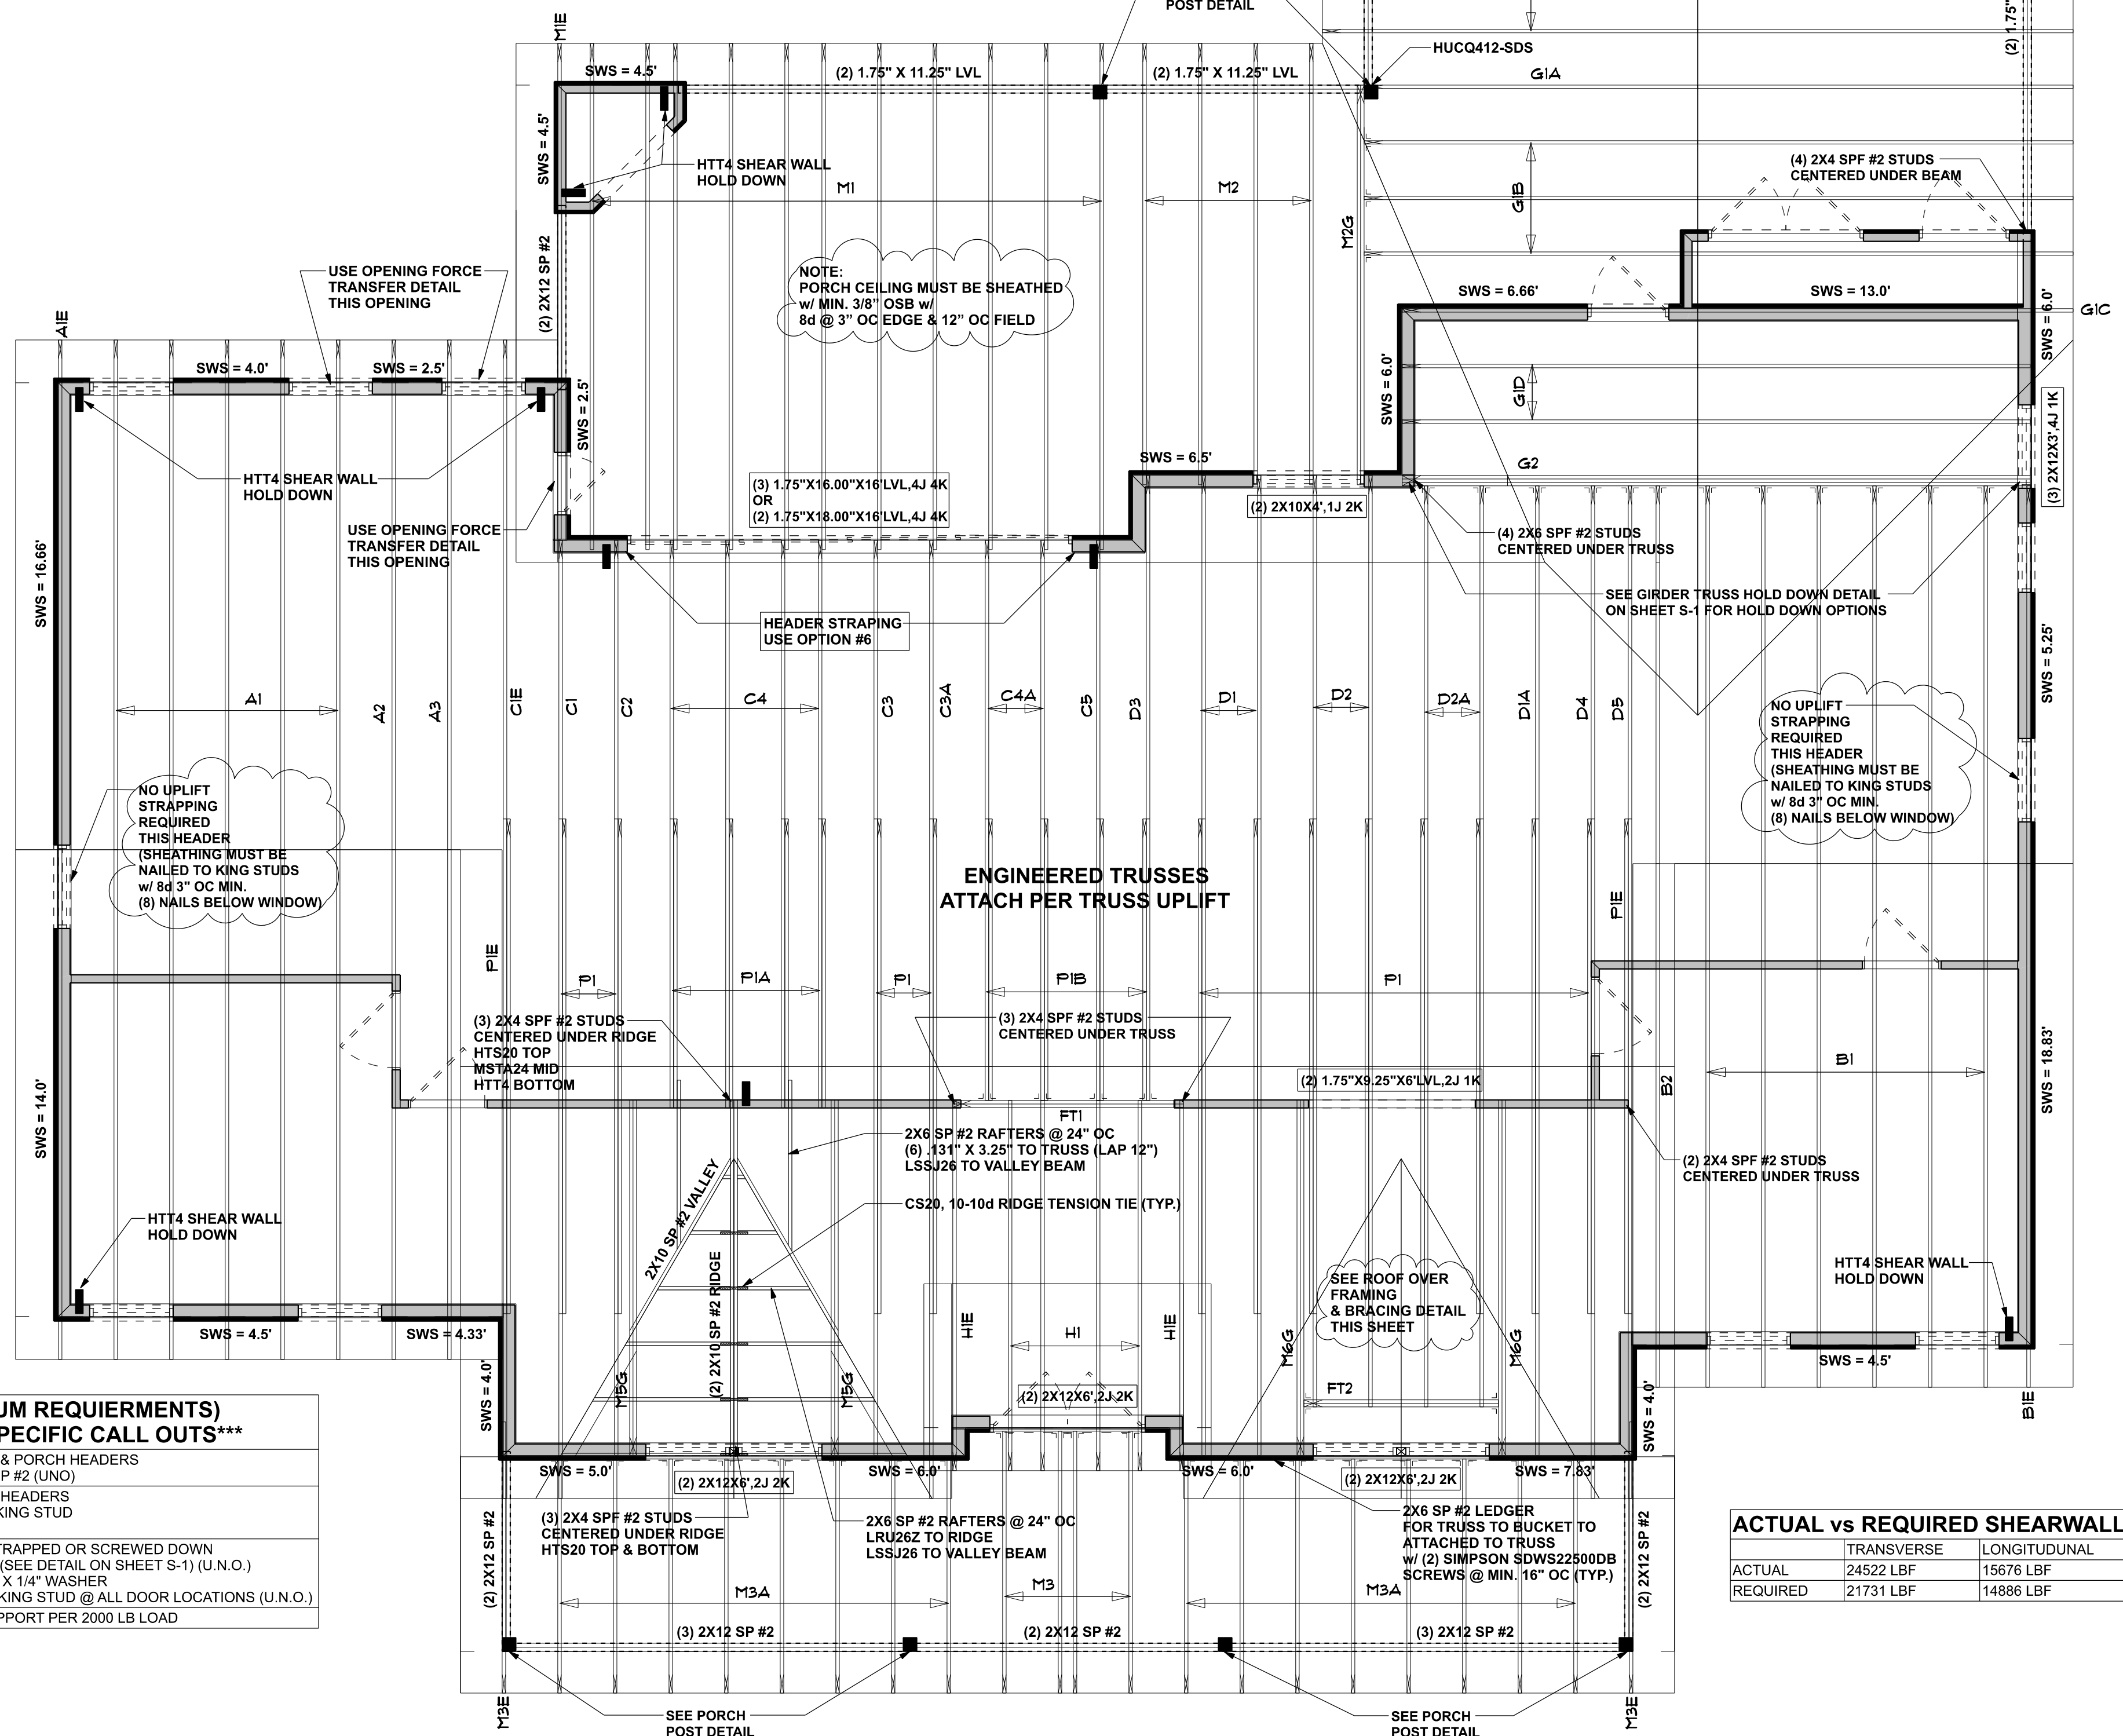 POST DETAIL
HUCQ412-SDS
(2) 1.75"
M1E
SWS = 4.5'
(2) 1.75" X 11.25" LVL
(2) 1.75" X 11.25" LVL
G1A
SWS = 4.5'
HTT4 SHEAR WALL
HOLD DOWN
M1
M2
G1B
(4) 2X4 SPF #2 STUDS
CENTERED UNDER BEAM
M2G
(2) 2X12 SP #2
NOTE:
PORCH CEILING MUST BE SHEATHED
w/ MIN. 3/8” OSB w/
8d @ 3” OC EDGE & 12” OC FIELD
USE OPENING FORCE
TRANSFER DETAIL
THIS OPENING
A1E
SWS = 6.66'
SWS = 13.0'
SWS = 6.0'
G1C
SWS = 4.0'
SWS = 2.5'
SWS = 2.5'
SWS = 6.0'
G1D
(3) 2X12X3',4J 1K
HTT4 SHEAR WALL
HOLD DOWN
SWS = 6.5'
G2
(3) 1.75"X16.00"X16'LVL,4J 4K
OR
(2) 1.75"X18.00"X16'LVL,4J 4K
(2) 2X10X4',1J 2K
USE OPENING FORCE
TRANSFER DETAIL
THIS OPENING
(4) 2X6 SPF #2 STUDS
CENTERED UNDER TRUSS
SWS = 16.66'
SEE GIRDER TRUSS HOLD DOWN DETAIL
ON SHEET S-1 FOR HOLD DOWN OPTIONS
HEADER STRAPING
USE OPTION #6
SWS = 5.25'
A1
A2
A3
C1E
C1
C2
C4
C3
C3A
C4A
C5
D3
D1
D2
D2A
D1A
D4
D5
NO UPLIFT
STRAPPING
REQUIRED
THIS HEADER
(SHEATHING MUST BE
NAILED TO KING STUDS
w/ 8d 3" OC MIN.
(8) NAILS BELOW WINDOW)
NO UPLIFT
STRAPPING
REQUIRED
THIS HEADER
(SHEATHING MUST BE
NAILED TO KING STUDS
w/ 8d 3" OC MIN.
(8) NAILS BELOW WINDOW)
ENGINEERED TRUSSES
ATTACH PER TRUSS UPLIFT
P1E
P1E
P1
P1A
P1
P1B
P1
(3) 2X4 SPF #2 STUDS
CENTERED UNDER RIDGE
HTS20 TOP
MSTA24 MID
HTT4 BOTTOM
(3) 2X4 SPF #2 STUDS
CENTERED UNDER TRUSS
B1
B2
(2) 1.75"X9.25"X6'LVL,2J 1K
SWS = 14.0'
SWS = 18.83'
FT1
2X6 SP #2 RAFTERS @ 24" OC
(6) .131" X 3.25" TO TRUSS (LAP 12")
LSSJ26 TO VALLEY BEAM
(2) 2X4 SPF #2 STUDS
CENTERED UNDER TRUSS
CS20, 10-10d RIDGE TENSION TIE (TYP.)
2X10 SP #2 VALLEY
(2) 2X10 SP #2 RIDGE
HTT4 SHEAR WALL
HOLD DOWN
HTT4 SHEAR WALL
HOLD DOWN
SEE ROOF OVER
FRAMING
& BRACING DETAIL
THIS SHEET
SWS = 4.5'
SWS = 4.33'
H1E
H1
H1E
M6G
M6G
SWS = 4.5'
SWS = 4.0'
M5G
M5G
(2) 2X12X6',2J 2K
FT2
SWS = 4.0'
B1E
UM REQUIERMENTS)
PECIFIC CALL OUTS***
& PORCH HEADERS
P #2 (UNO)
HEADERS
KING STUD
TRAPPED OR SCREWED DOWN
(SEE DETAIL ON SHEET S-1) (U.N.O.)
X 1/4" WASHER
KING STUD @ ALL DOOR LOCATIONS (U.N.O.)
PPORT PER 2000 LB LOAD
SWS = 5.0'
(2) 2X12X6',2J 2K
SWS = 6.0'
SWS = 6.0'
(2) 2X12X6',2J 2K
SWS = 7.83'
(3) 2X4 SPF #2 STUDS
CENTERED UNDER RIDGE
HTS20 TOP & BOTTOM
2X6 SP #2 RAFTERS @ 24" OC
LRU26Z TO RIDGE
LSSJ26 TO VALLEY BEAM
2X6 SP #2 LEDGER
FOR TRUSS TO BUCKET TO
ATTACHED TO TRUSS
w/ (2) SIMPSON SDWS22500DB
SCREWS @ MIN. 16" OC (TYP.)
(2) 2X12 SP #2
(2) 2X12 SP #2
ACTUAL vs REQUIRED SHEARWALL
TRANSVERSE LONGITUDUNAL
ACTUAL 24522 LBF 15676 LBF
REQUIRED 21731 LBF 14886 LBF
M3A
M3
M3A
(3) 2X12 SP #2
(2) 2X12 SP #2
(3) 2X12 SP #2
M3E
M3E
SEE PORCH
POST DETAIL
SEE PORCH
POST DETAIL